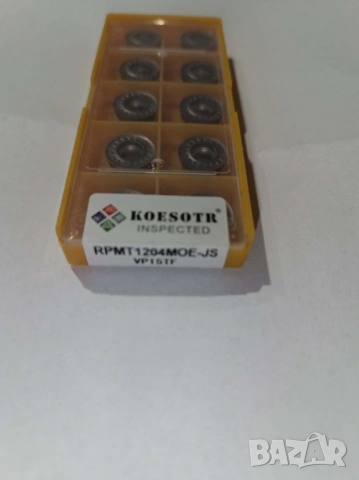 KOESOTR®
INSPECTED
RPMT1204MOE-JS
VP15TF
BAZAR